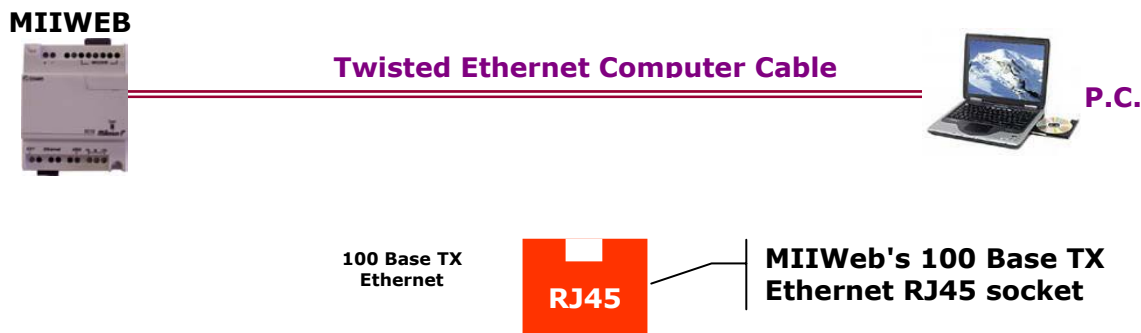 MIIWEB
Twisted Ethernet Computer Cable
P.C.
100 Base TX
Ethernet
RJ45
MIIWeb's 100 Base TX
Ethernet RJ45 socket